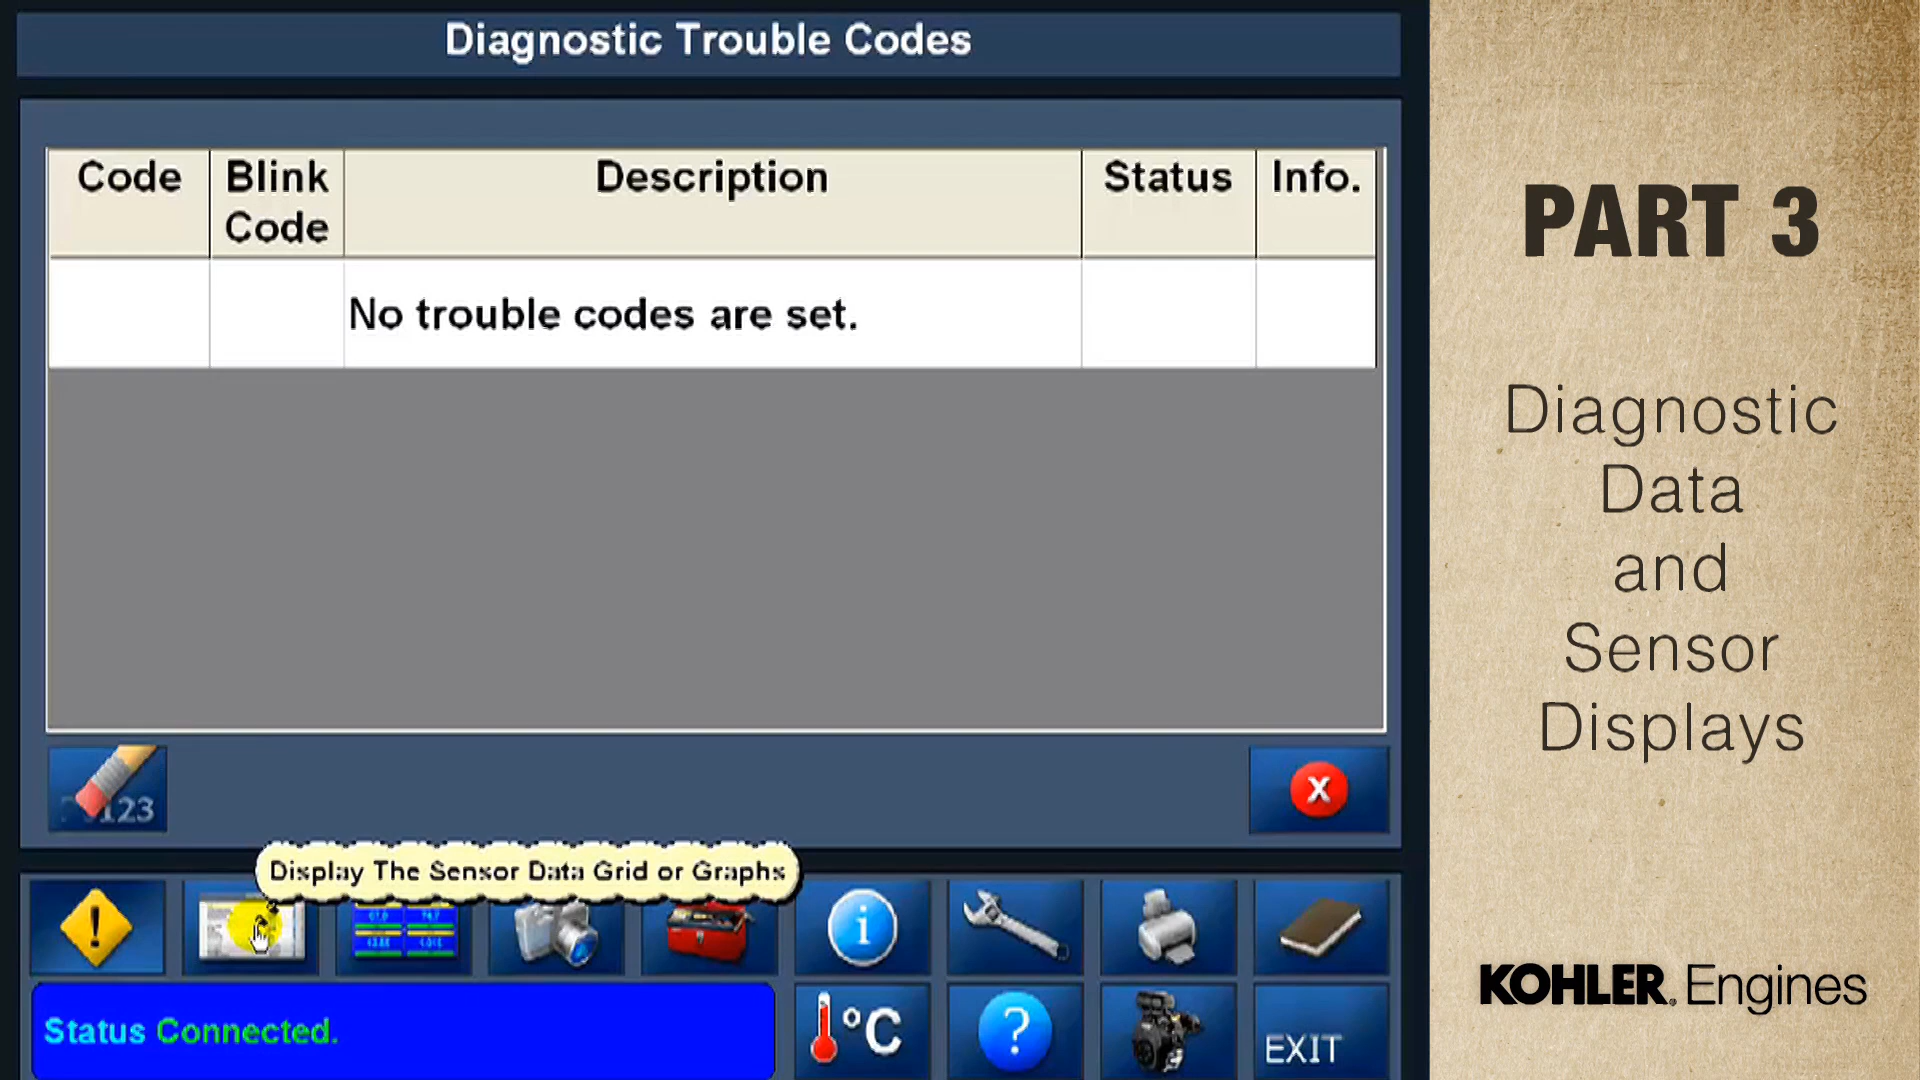 Diagnostic Trouble Codes
Code
Blink
Code
Description
Status
Info.
No trouble codes are set.
123
X
Display The Sensor Data Grid or Graphs
!
i
Status Connected.
°C
?
EXIT
PART 3
Diagnostic
Data
and
Sensor
Displays
KOHLER® Engines